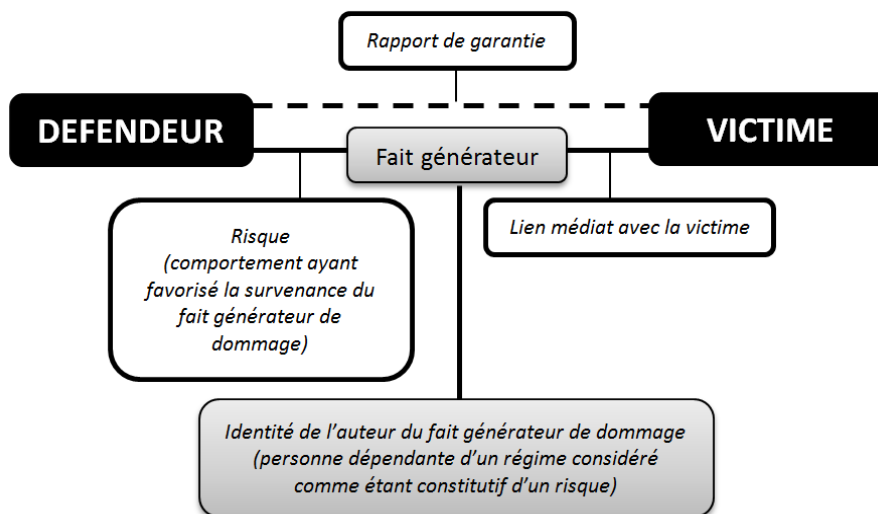 Rapport de garantie
DEFENDEUR
VICTIME
Fait générateur
Risque
(comportement ayant
favorisé la survenance du
fait générateur de
dommage)
Lien médiat avec la victime
Identité de l'auteur du fait générateur de dommage
(personne dépendante d'un régime considéré
comme étant constitutif d'un risque)